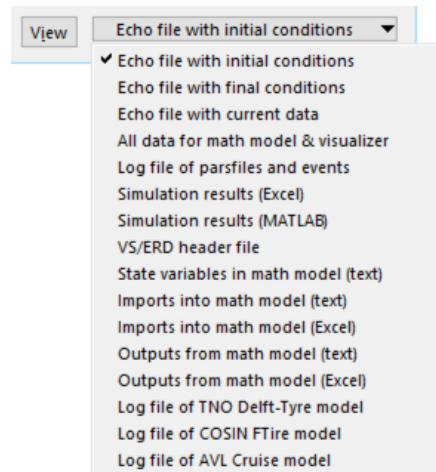 View Echo file with initial conditions
Echo file with initial conditions
Echo file with final conditions
Echo file with current data
All data for math model & visualizer
Log file of parsfiles and events
Simulation results (Excel)
Simulation results (MATLAB)
VS/ERD header file
State variables in math model (text)
Imports into math model (text)
Imports into math model (Excel)
Outputs from math model (text)
Outputs from math model (Excel)
Log file of TNO Delft-Tyre model
Log file of COSIN FTire model
Log file of AVL Cruise model